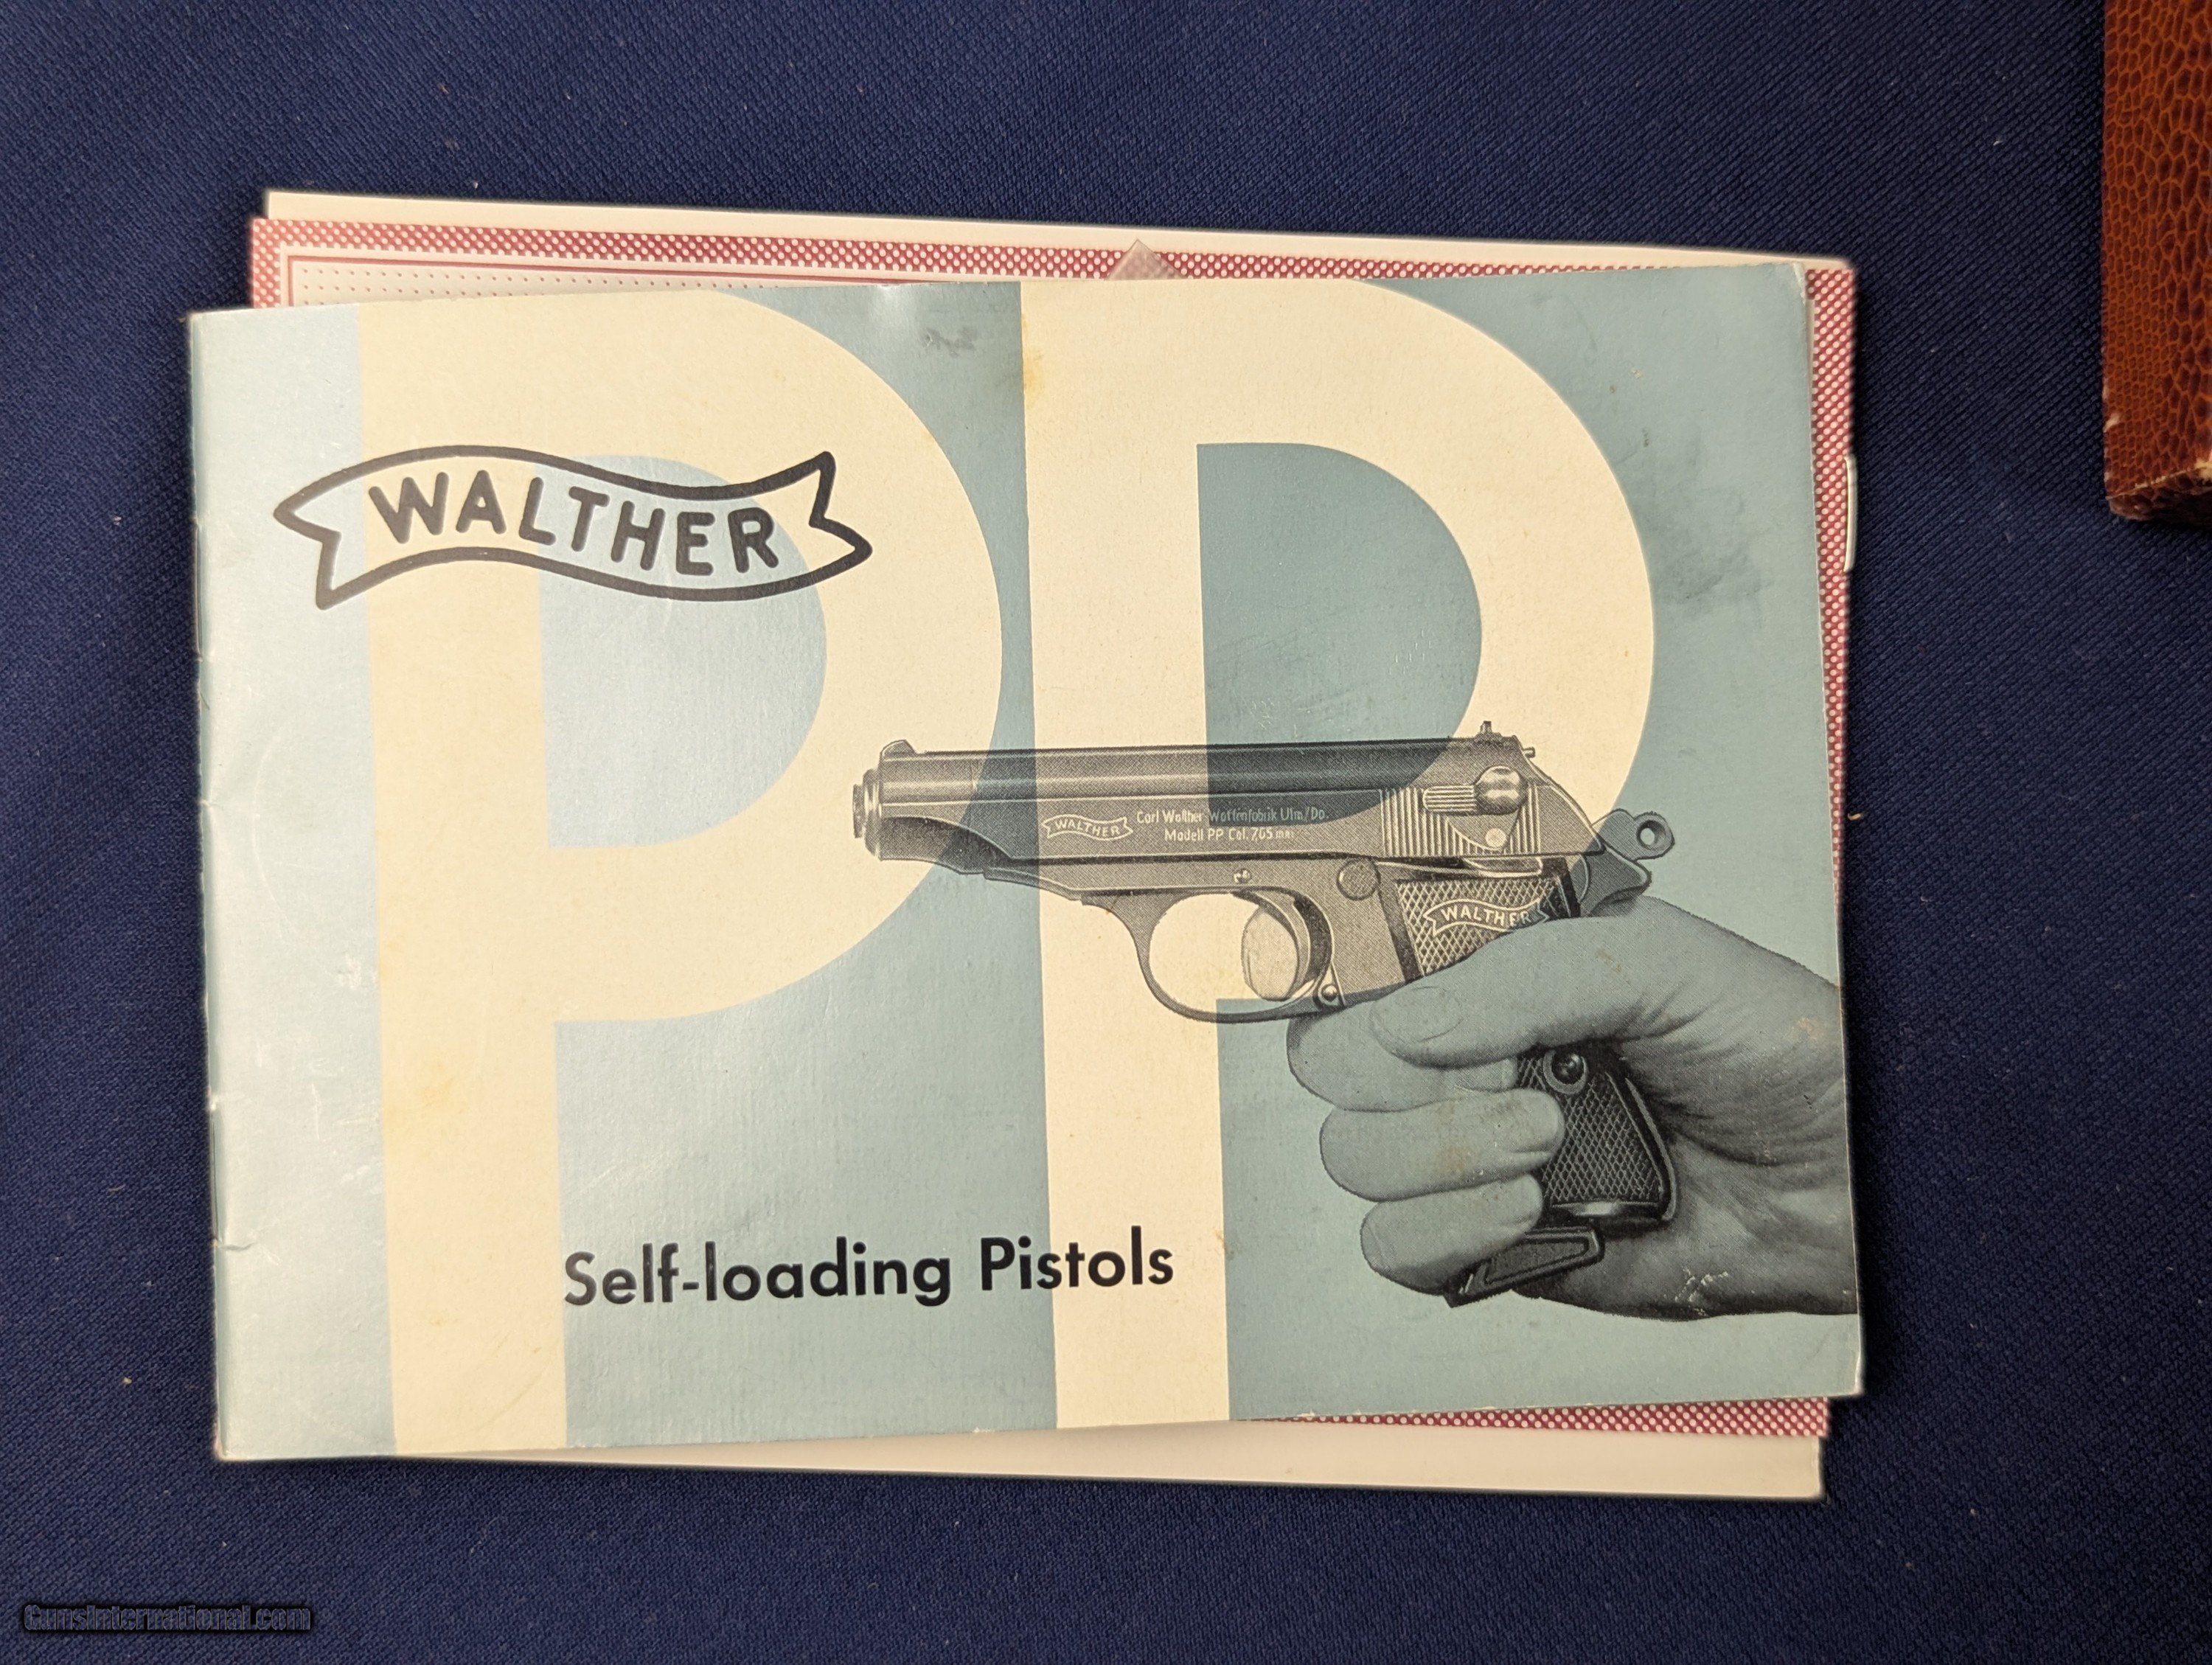 PP
WALTHER
WALTHER
Carl Walther Waffenfabrik Ulm/Do.
Modell PP Cal. 7,65 mm
WALTHER
Self-loading Pistols
GunsInternational.com